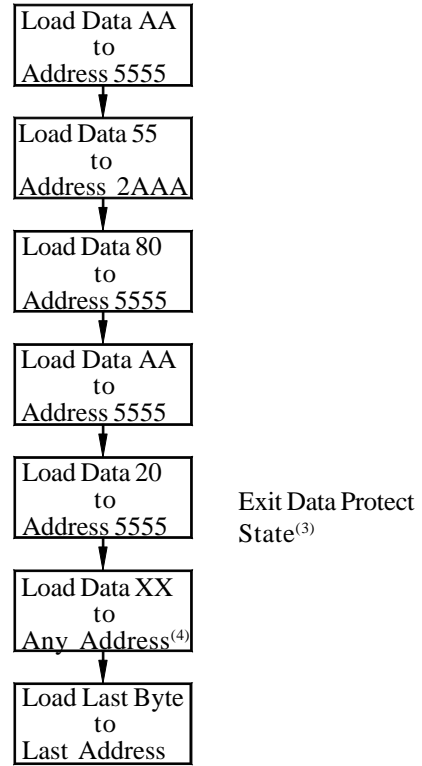 Load Data AA
to
Address 5555
Load Data 55
to
Address 2AAA
Load Data 80
to
Address 5555
Load Data AA
to
Address 5555
Load Data 20
to
Address 5555
Exit Data Protect
State(3)
Load Data XX
to
Any Address(4)
Load Last Byte
to
Last Address